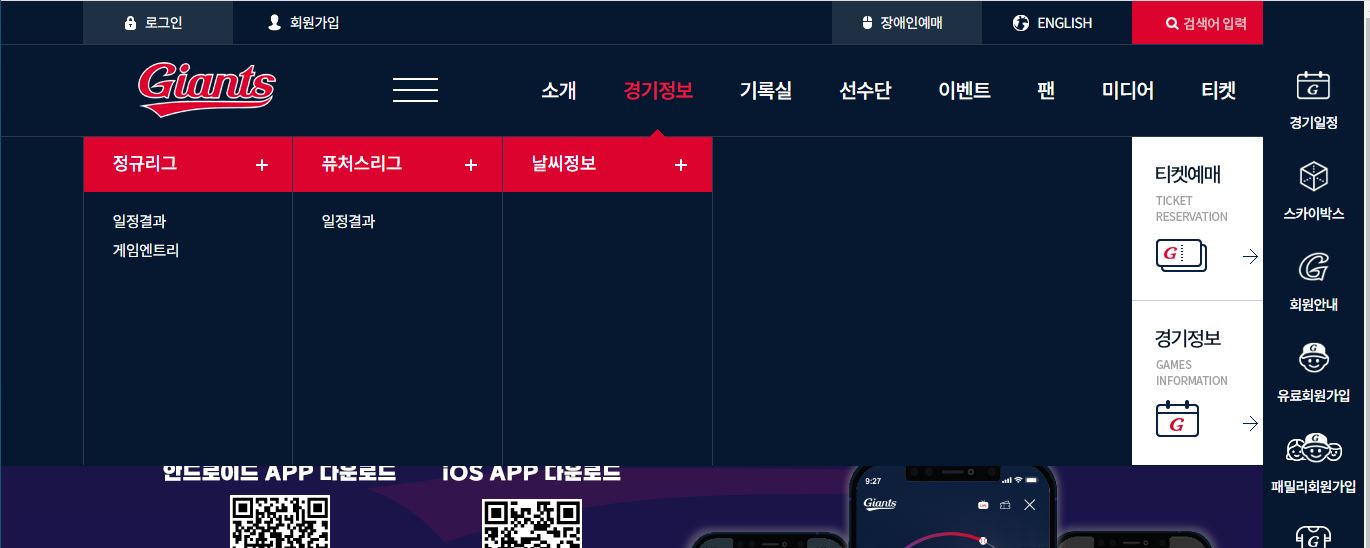 로그인
회원가입
장애인예매
ENGLISH
검색어 입력
Giants
소개
경기정보
기록실
선수단
이벤트
팬
미디어
티켓
정규리그
퓨처스리그
날씨정보
일정결과
게임엔트리
일정결과
티켓예매
TICKET
RESERVATION
G
경기정보
GAMES
INFORMATION
G
G
경기일정
스카이박스
G
회원안내
G
유료회원가입
G
패밀리회원가입
G
안드로이드 APP 다운로드
iOS APP 다운로드
9:27
Giants
LIVE